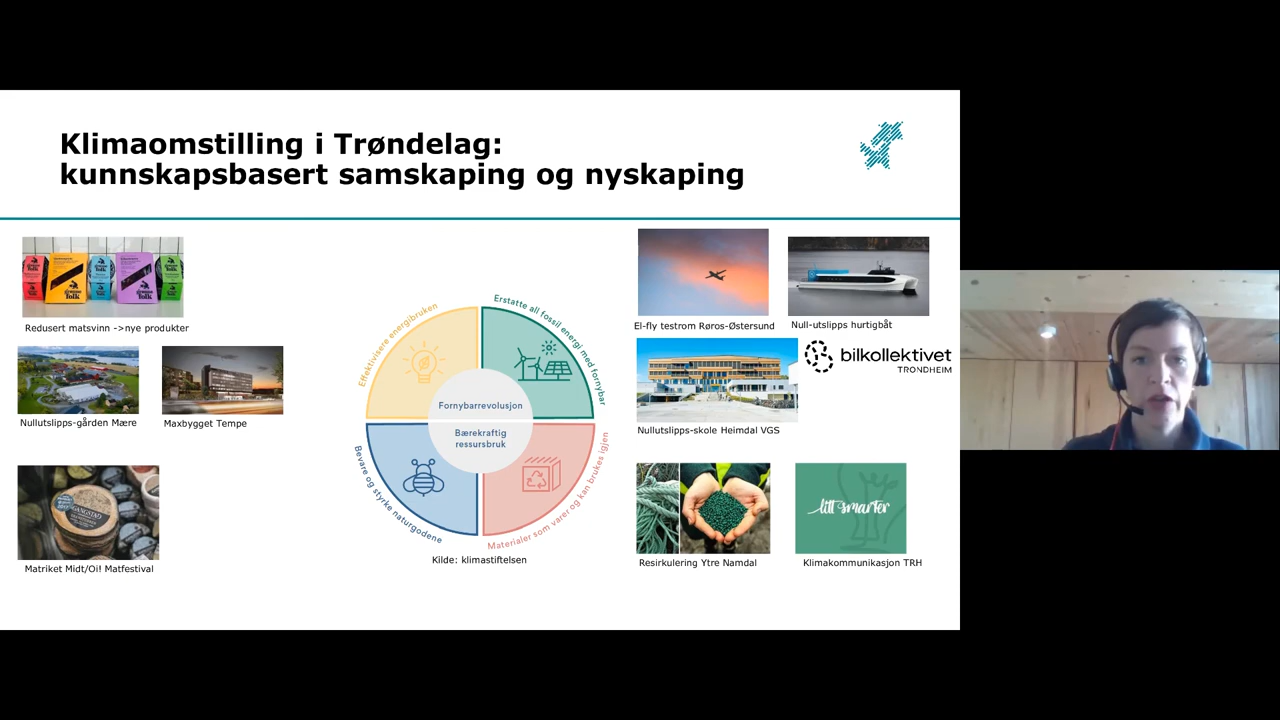 Klimaomstilling i Trøndelag:
kunnskapsbasert samskaping og nyskaping
Redusert matsvinn ->nye produkter
Nullutslipps-gården Mære
Maxbygget Tempe
GANGSTAD
Matriket Midt/Oi! Matfestival
Effektivisere energibruken
Erstatte all fossil energi med fornybar
Fornybarrevolusjon
Bærekraftig
ressursbruk
Bevare og styrke naturgodene
Materialer som varer og kan brukes igjen
Kilde: klimastiftelsen
El-fly testrom Røros-Østersund
Null-utslipps hurtigbåt
bilkollektivet
TRONDHEIM
Nullutslipps-skole Heimdal VGS
litt smarter
Resirkulering Ytre Namdal
Klimakommunikasjon TRH